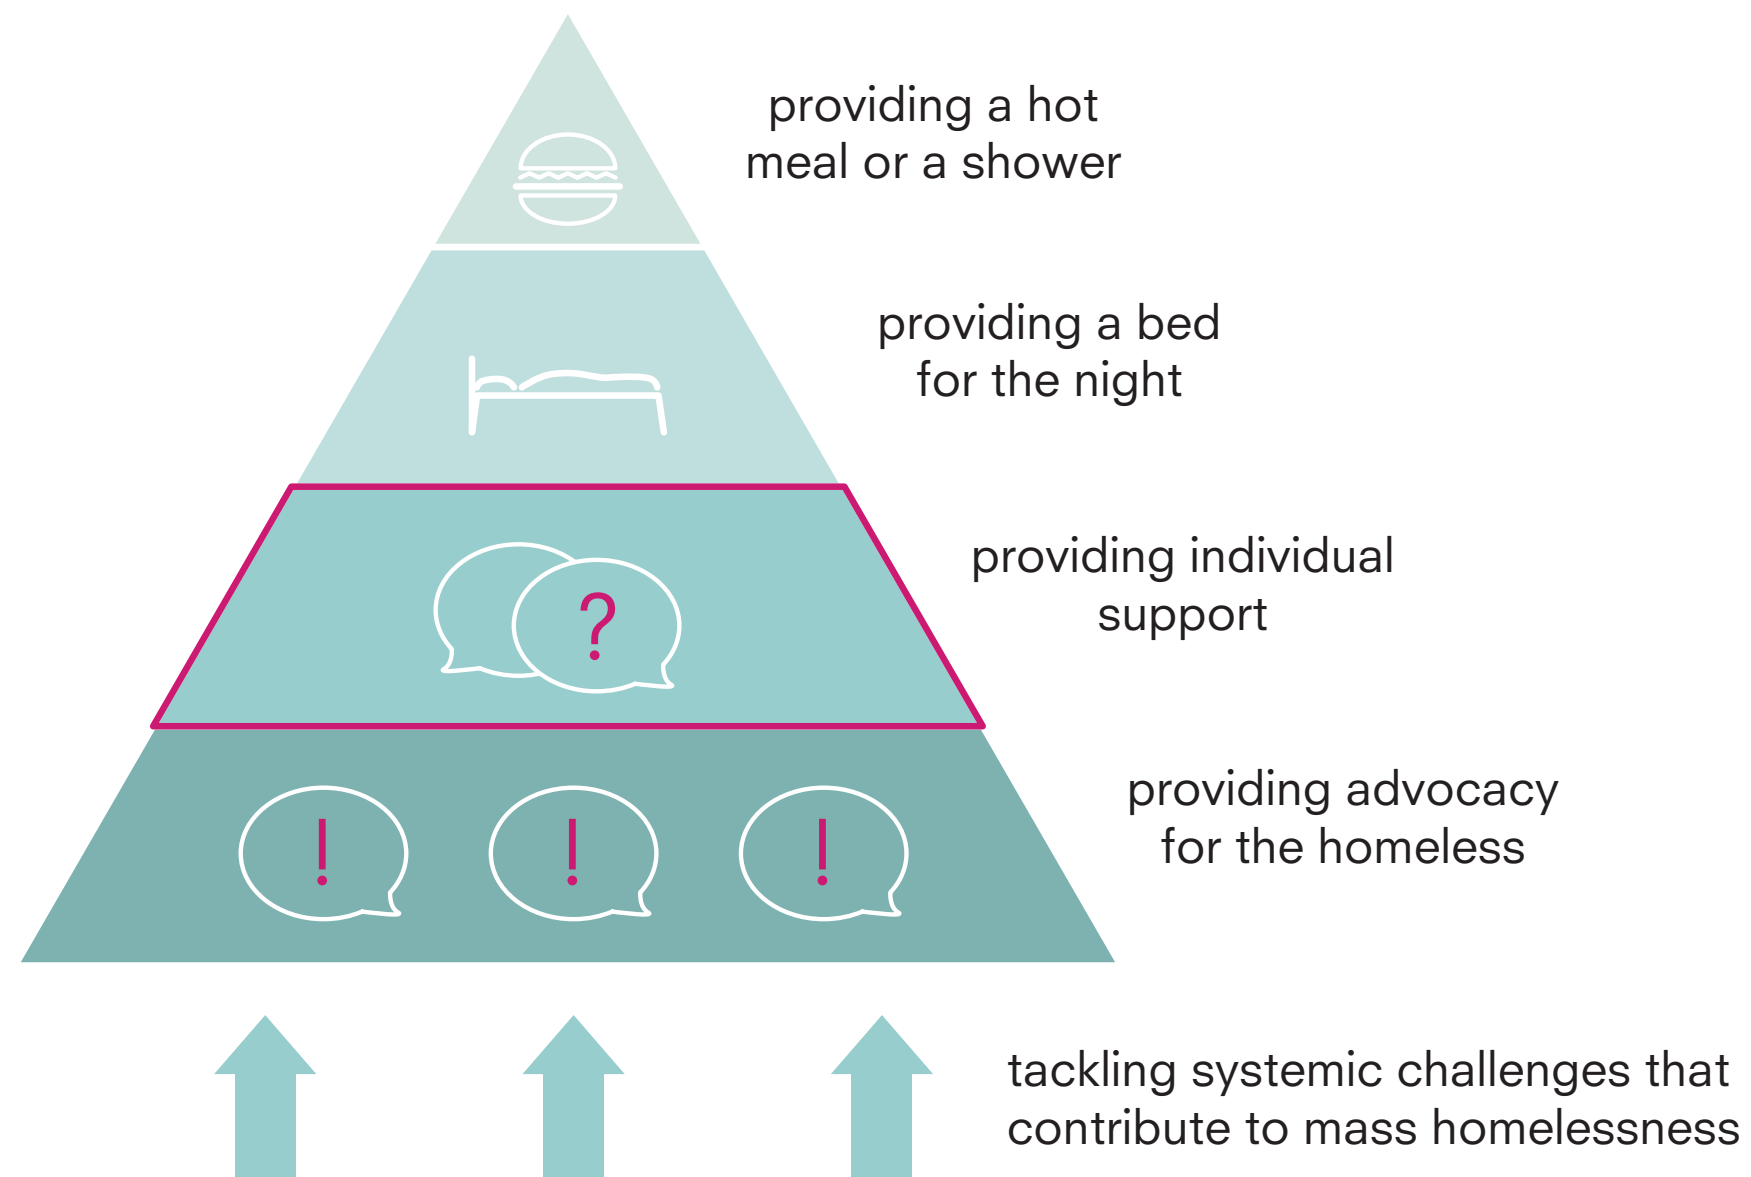 providing a hot
meal or a shower
providing a bed
for the night
providing individual
support
?
providing advocacy
for the homeless
! ! !
tackling systemic challenges that
contribute to mass homelessness